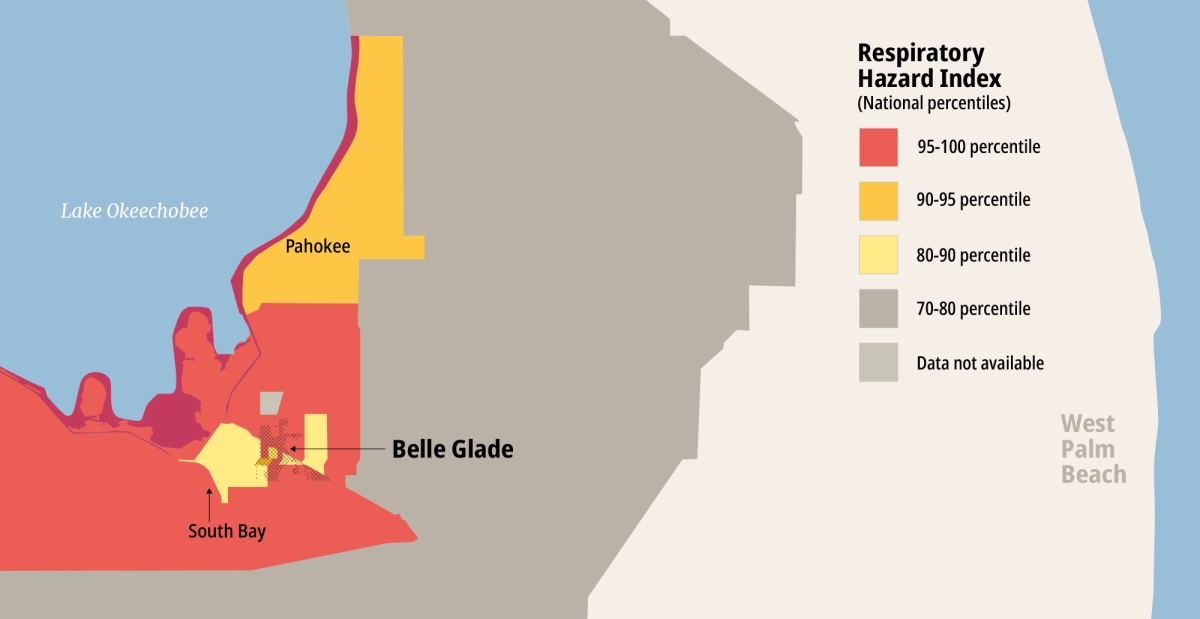 Respiratory
Hazard Index
(National percentiles)
95-100 percentile
90-95 percentile
80-90 percentile
70-80 percentile
Data not available
Lake Okeechobee
Pahokee
Belle Glade
South Bay
West
Palm
Beach